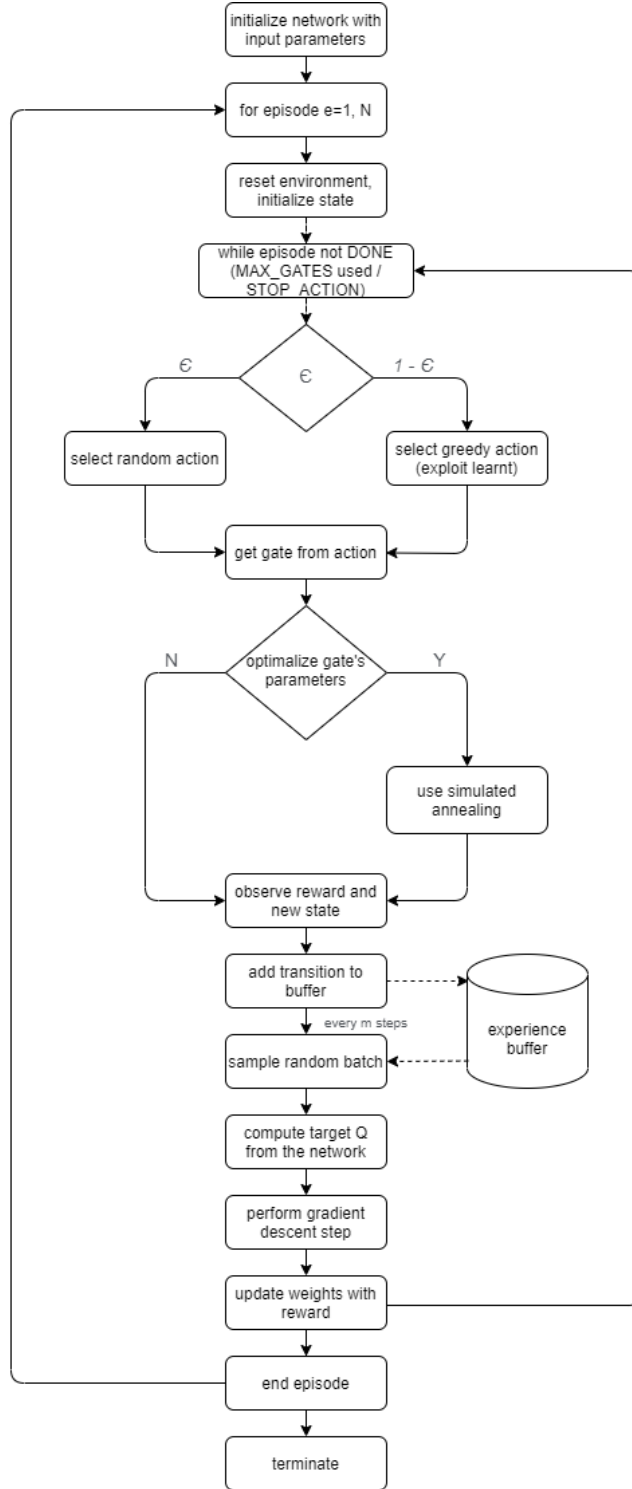 initialize network with
input parameters
for episode e=1, N
reset environment,
initialize state
while episode not DONE
(MAX_GATES used /
STOP_ACTION)
Є
Є
1 - Є
select random action
select greedy action
(exploit learnt)
get gate from action
N
optimalize gate's
parameters
Y
use simulated
annealing
observe reward and
new state
add transition to
buffer
every m steps
experience
buffer
sample random batch
compute target Q
from the network
perform gradient
descent step
update weights with
reward
end episode
terminate